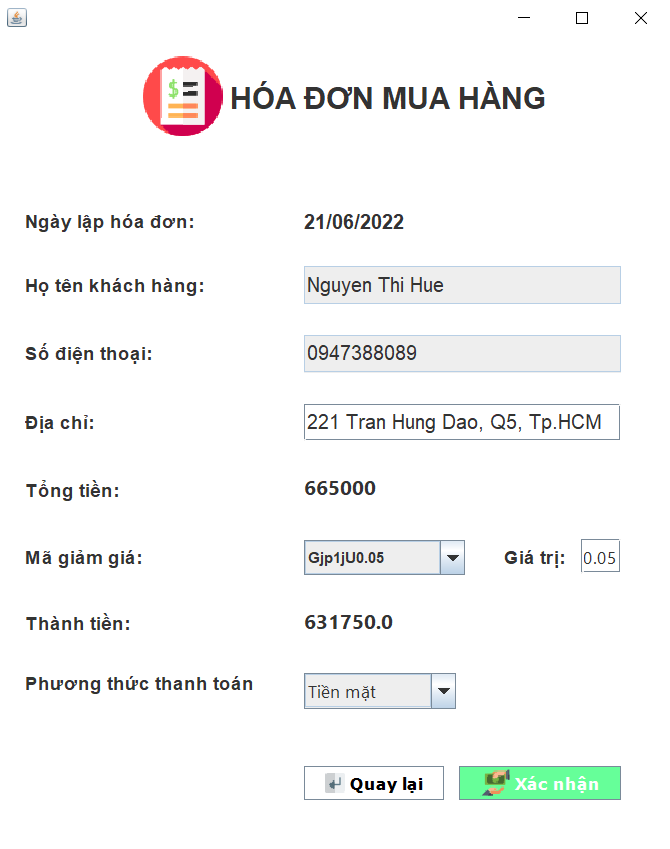 HÓA ĐƠN MUA HÀNG
Ngày lập hóa đơn: 21/06/2022
Họ tên khách hàng: Nguyen Thi Hue
Số điện thoại: 0947388089
Địa chỉ: 221 Tran Hung Dao, Q5, Tp.HCM
Tổng tiền: 665000
Mã giảm giá: Gjp1jU0.05 Giá trị: 0.05
Thành tiền: 631750.0
Phương thức thanh toán Tiền mặt
Quay lại Xác nhận